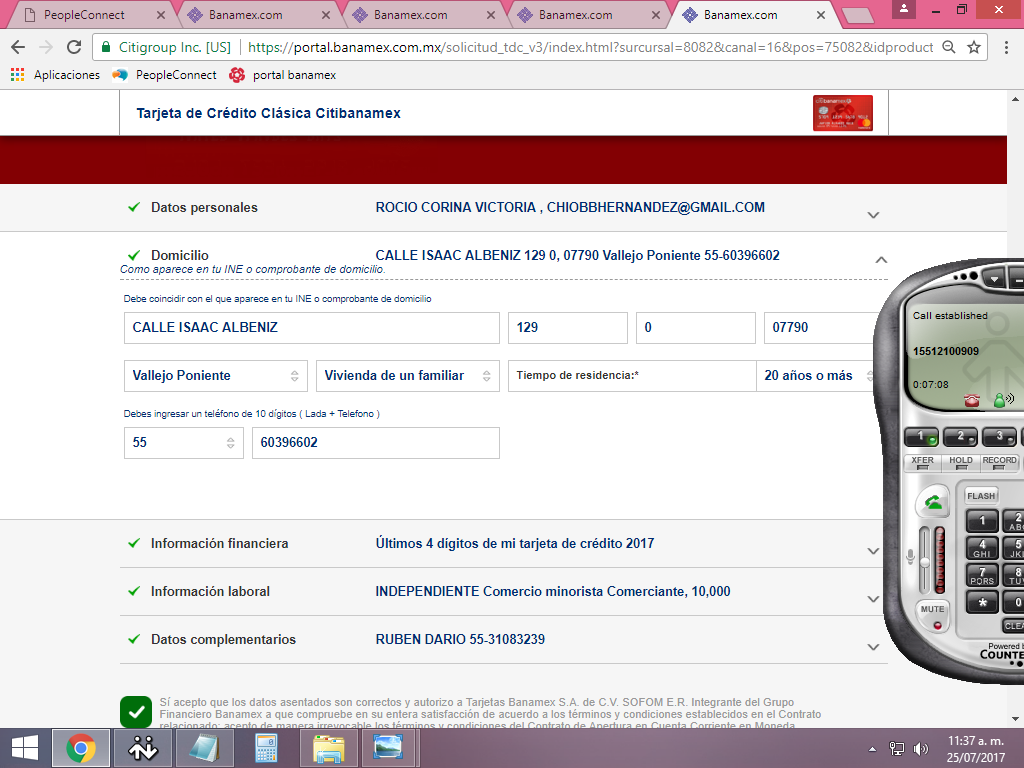 PeopleConnect
Banamex.com
Banamex.com
Banamex.com
Banamex.com
Citigroup Inc. [US]
https://portal.banamex.com.mx/solicitud_tdc_v3/index.html?sursursal=8082&canal=16&pos=75082&idproduct
Aplicaciones
PeopleConnect
portal banamex
Tarjeta de Crédito Clásica Citibanamex
Datos personales
ROCIO CORINA VICTORIA , CHIOBBHERNANDEZ@GMAIL.COM
Domicilio
CALLE ISAAC ALBENIZ 129 0, 07790 Vallejo Poniente 55-60396602
Como aparece en tu INE o comprobante de domicilio.
Debe coincidir con el que aparece en tu INE o comprobante de domicilio
CALLE ISAAC ALBENIZ
129
0
07790
Vallejo Poniente
Vivienda de un familiar
Tiempo de residencia:*
20 años o más
Debes ingresar un teléfono de 10 dígitos ( Lada + Telefono )
55
60396602
Información financiera
Últimos 4 dígitos de mi tarjeta de crédito 2017
Información laboral
INDEPENDIENTE Comercio minorista Comerciante, 10,000
Datos complementarios
RUBEN DARIO 55-31083239
Sí acepto que los datos asentados son correctos y autorizo a Tarjetas Banamex S.A. de C.V. SOFOM E.R. Integrante del Grupo
Financiero Banamex a que compruebe en su entera satisfacción de acuerdo a los términos y condiciones establecidos en el Contrato
relacionado; acepto de manera irrevocable los términos y condiciones del Contrato de Apertura en Cuenta Corriente en Moneda
Call established
15512100909
0:07:08
1
2
3
XFER
HOLD
RECORD
FLASH
1
2
AB
4
GHI
5
JK
7
PQRS
8
TU
*
0
MUTE
CLEA
Powered b
COUNTE
11:37 a. m.
25/07/2017